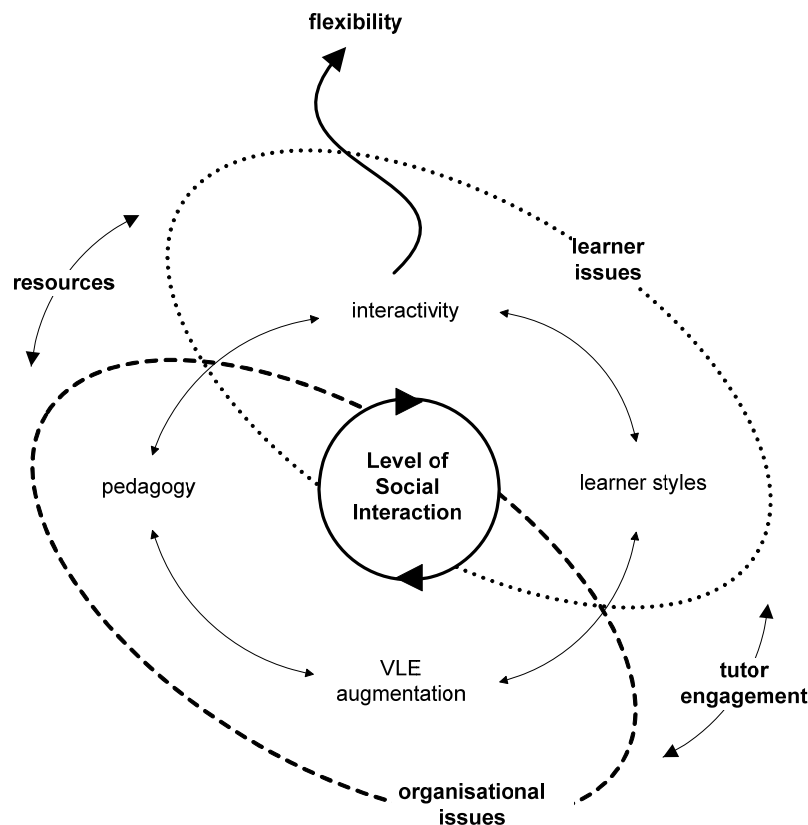 flexibility
learner
issues
resources
interactivity
Level of
Social
Interaction
pedagogy
learner styles
VLE
augmentation
tutor
engagement
organisational
issues